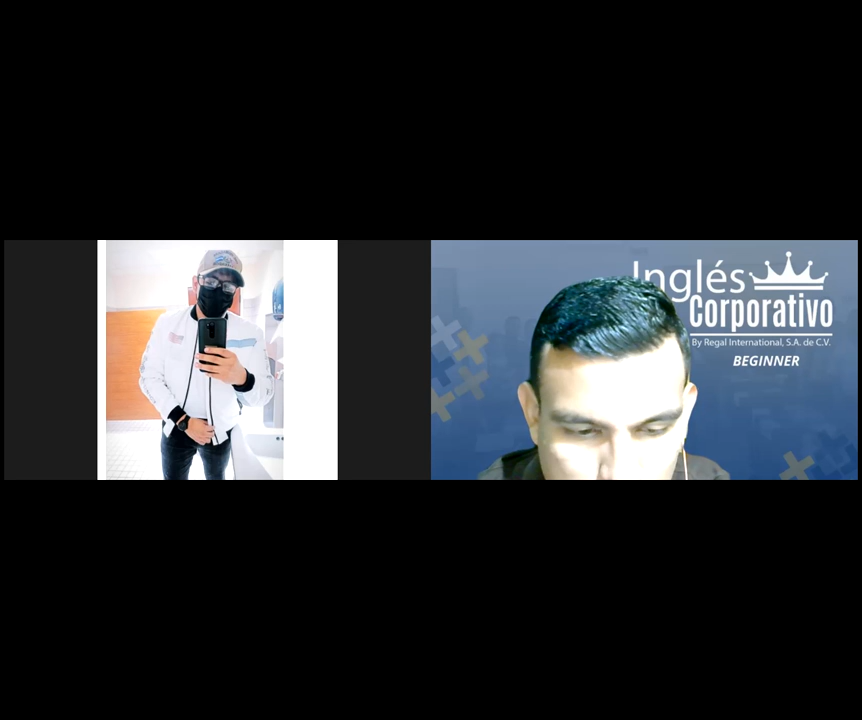 Inglés
Corporativo
By Regal International, S.A. de C.V.
BEGINNER